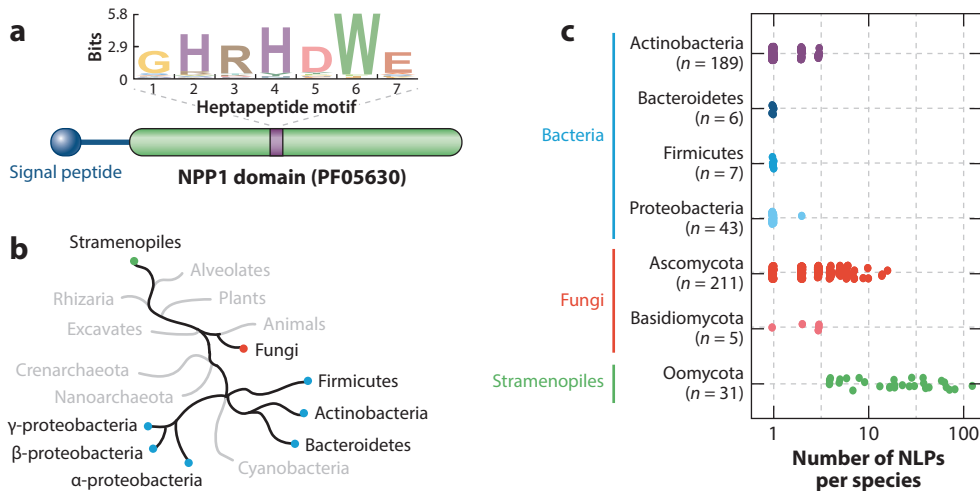 a
Bits
5.8
2.9
0
GHRHDWE
1 2 3 4 5 6 7
Heptapeptide motif
Signal peptide
NPP1 domain (PF05630)
b
Stramenopiles
Alveolates
Rhizaria
Plants
Excavates
Animals
Fungi
Crenarchaeota
Nanoarchaeota
Firmicutes
Actinobacteria
γ-proteobacteria
Bacteroidetes
β-proteobacteria
Cyanobacteria
α-proteobacteria
c
Bacteria
Actinobacteria
(n = 189)
Bacteroidetes
(n = 6)
Firmicutes
(n = 7)
Proteobacteria
(n = 43)
Fungi
Ascomycota
(n = 211)
Basidiomycota
(n = 5)
Stramenopiles
Oomycota
(n = 31)
1 10 100
Number of NLPs
per species